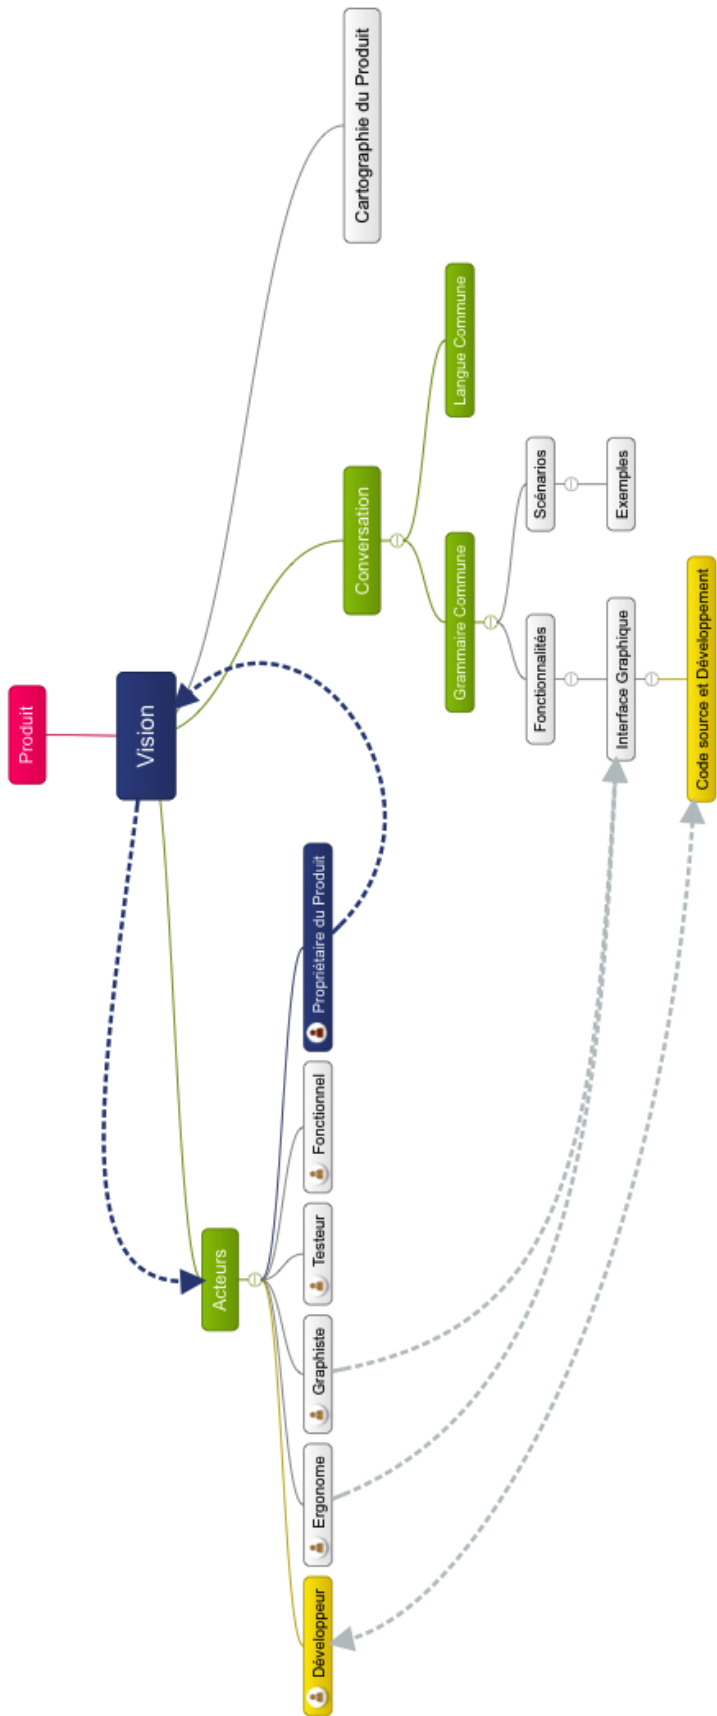 Produit
Vision
Acteurs
Conversation
Cartographie du Produit
Développeur
Ergonome
Graphiste
Testeur
Fonctionnel
Propriétaire du Produit
Grammaire Commune
Langue Commune
Fonctionnalités
Scénarios
Interface Graphique
Exemples
Code source et Développement